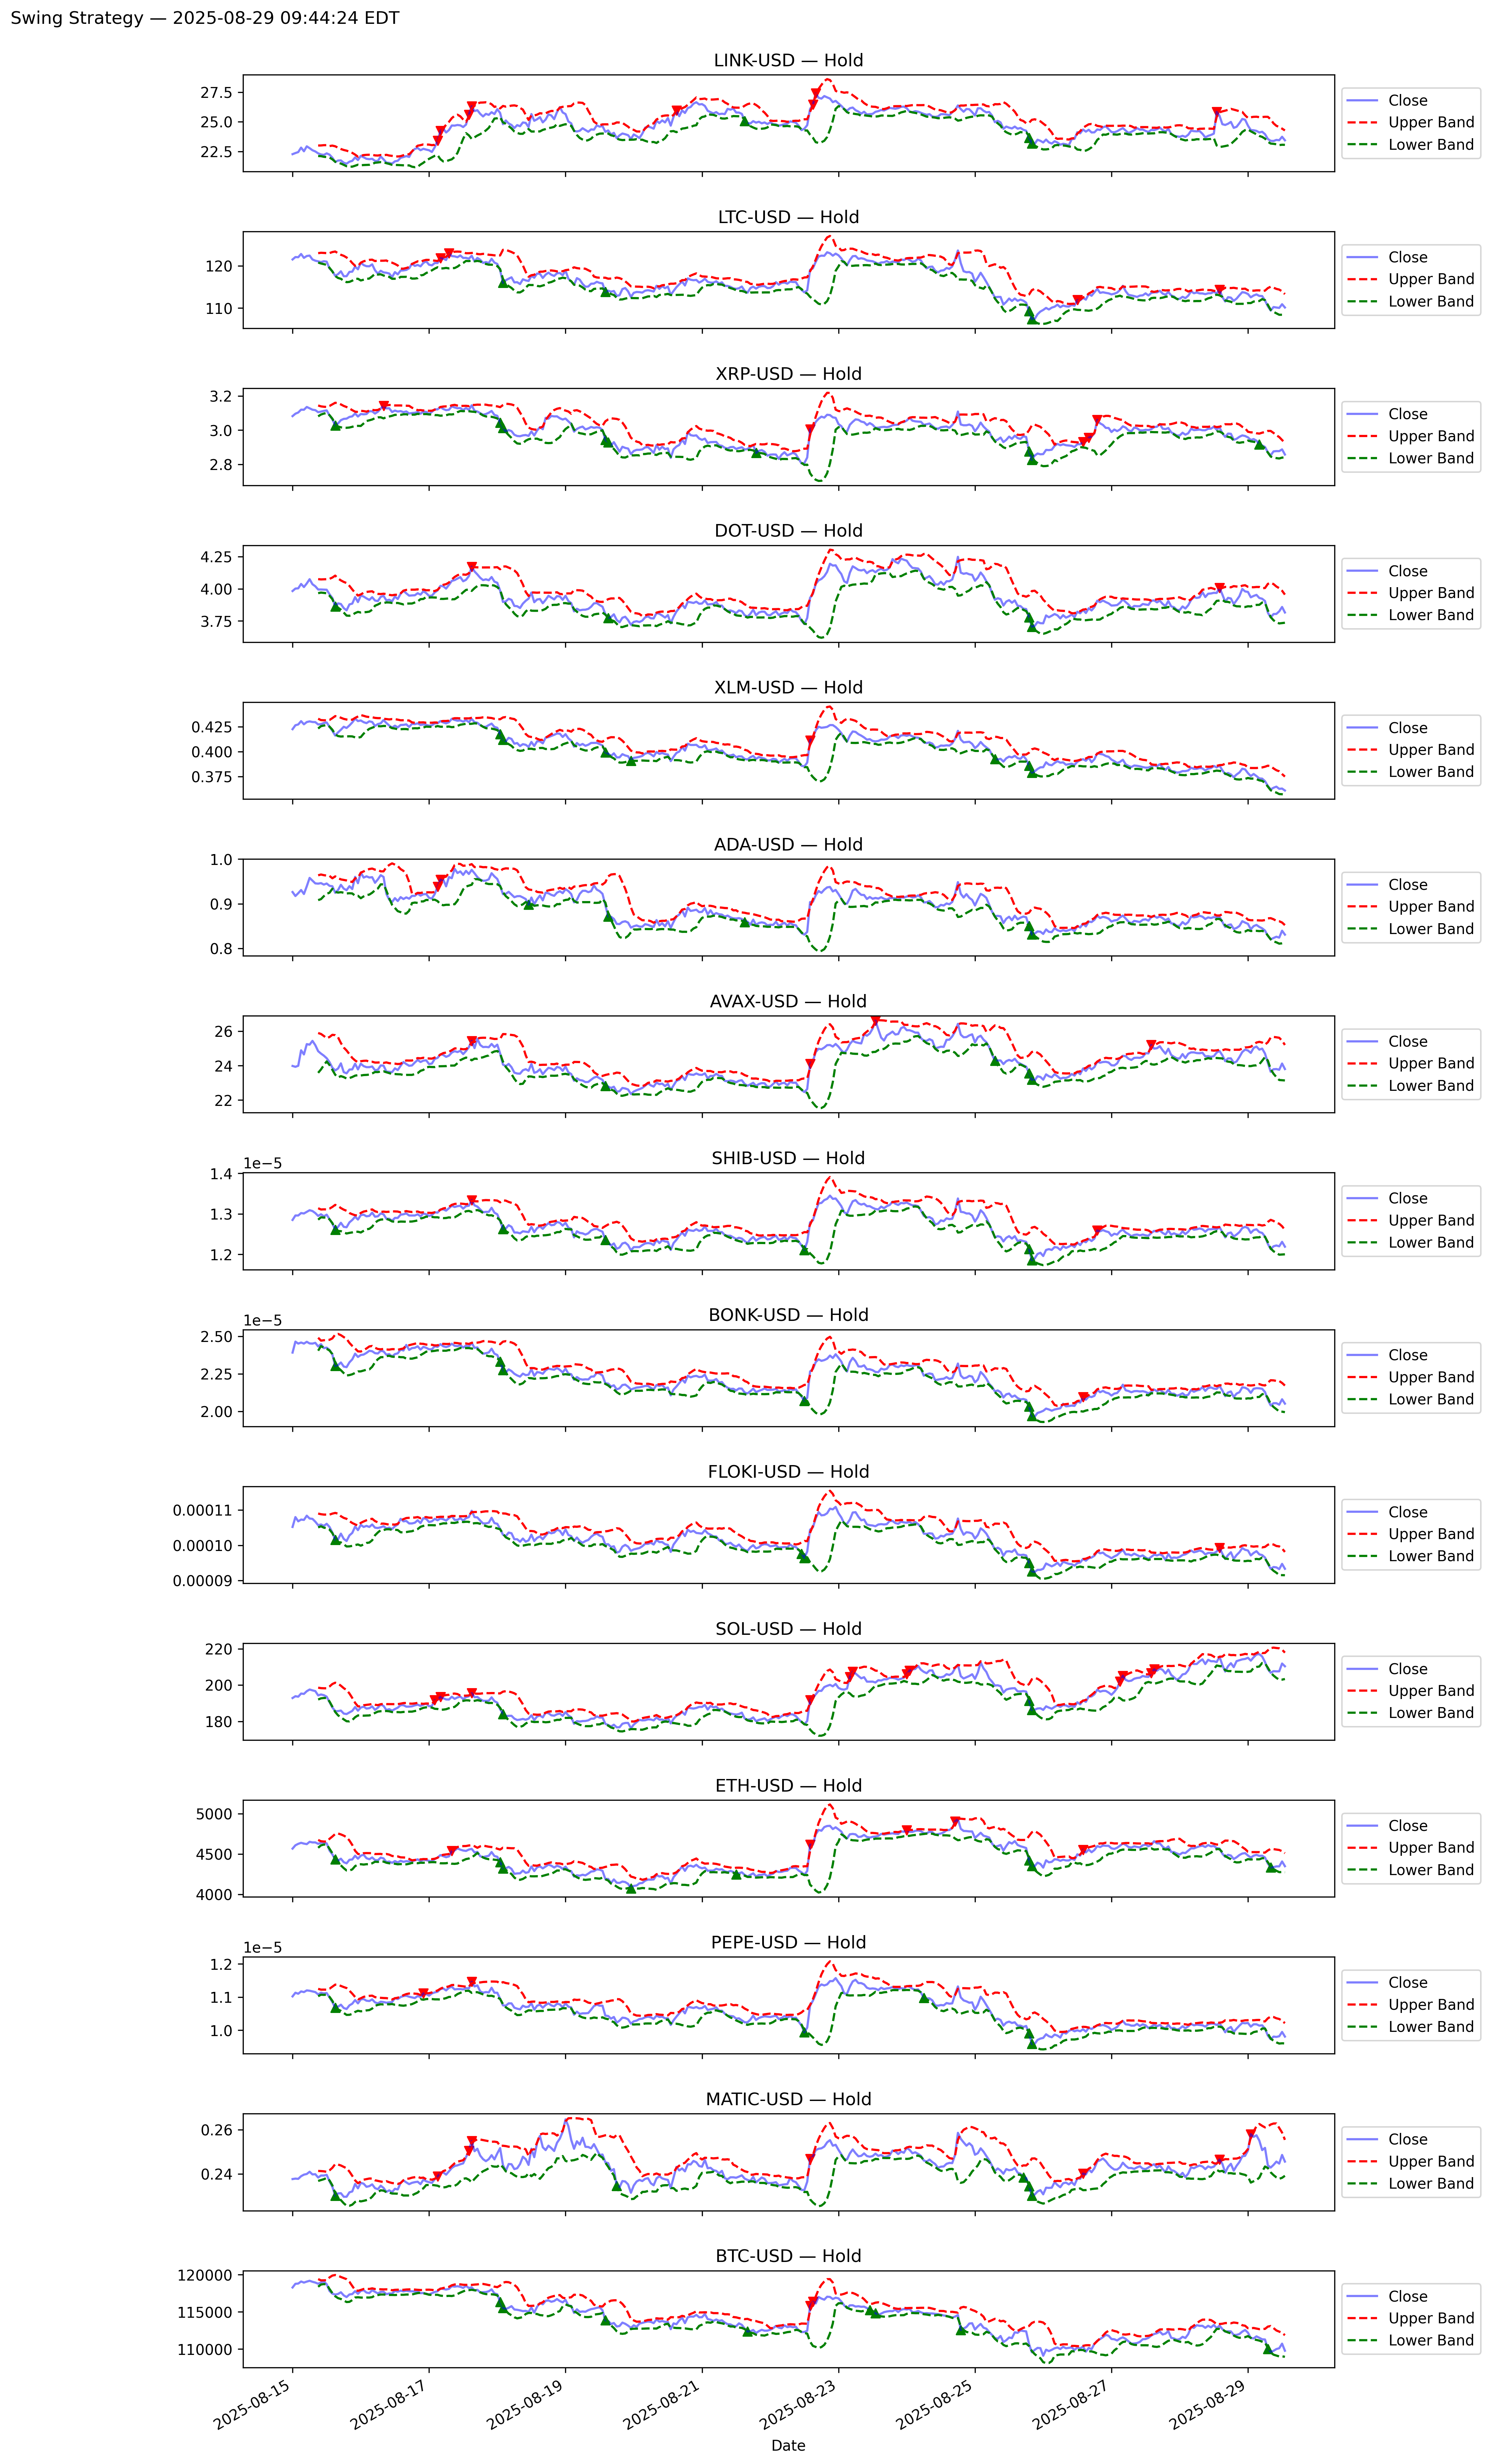 Swing Strategy — 2025-08-29 09:44:24 EDT
LINK-USD — Hold
27.5
25.0
22.5
Close
Upper Band
Lower Band
LTC-USD — Hold
120
110
Close
Upper Band
Lower Band
XRP-USD — Hold
3.2
3.0
2.8
Close
Upper Band
Lower Band
DOT-USD — Hold
4.25
4.00
3.75
Close
Upper Band
Lower Band
XLM-USD — Hold
0.425
0.400
0.375
Close
Upper Band
Lower Band
ADA-USD — Hold
1.0
0.9
0.8
Close
Upper Band
Lower Band
AVAX-USD — Hold
26
24
22
Close
Upper Band
Lower Band
SHIB-USD — Hold
1e−5
1.4
1.3
1.2
Close
Upper Band
Lower Band
BONK-USD — Hold
1e−5
2.50
2.25
2.00
Close
Upper Band
Lower Band
FLOKI-USD — Hold
0.00011
0.00010
0.00009
Close
Upper Band
Lower Band
SOL-USD — Hold
220
200
180
Close
Upper Band
Lower Band
ETH-USD — Hold
5000
4500
4000
Close
Upper Band
Lower Band
PEPE-USD — Hold
1e−5
1.2
1.1
1.0
Close
Upper Band
Lower Band
MATIC-USD — Hold
0.26
0.24
Close
Upper Band
Lower Band
BTC-USD — Hold
120000
115000
110000
Close
Upper Band
Lower Band
2025-08-15
2025-08-17
2025-08-19
2025-08-21
2025-08-23
2025-08-25
2025-08-27
2025-08-29
Date